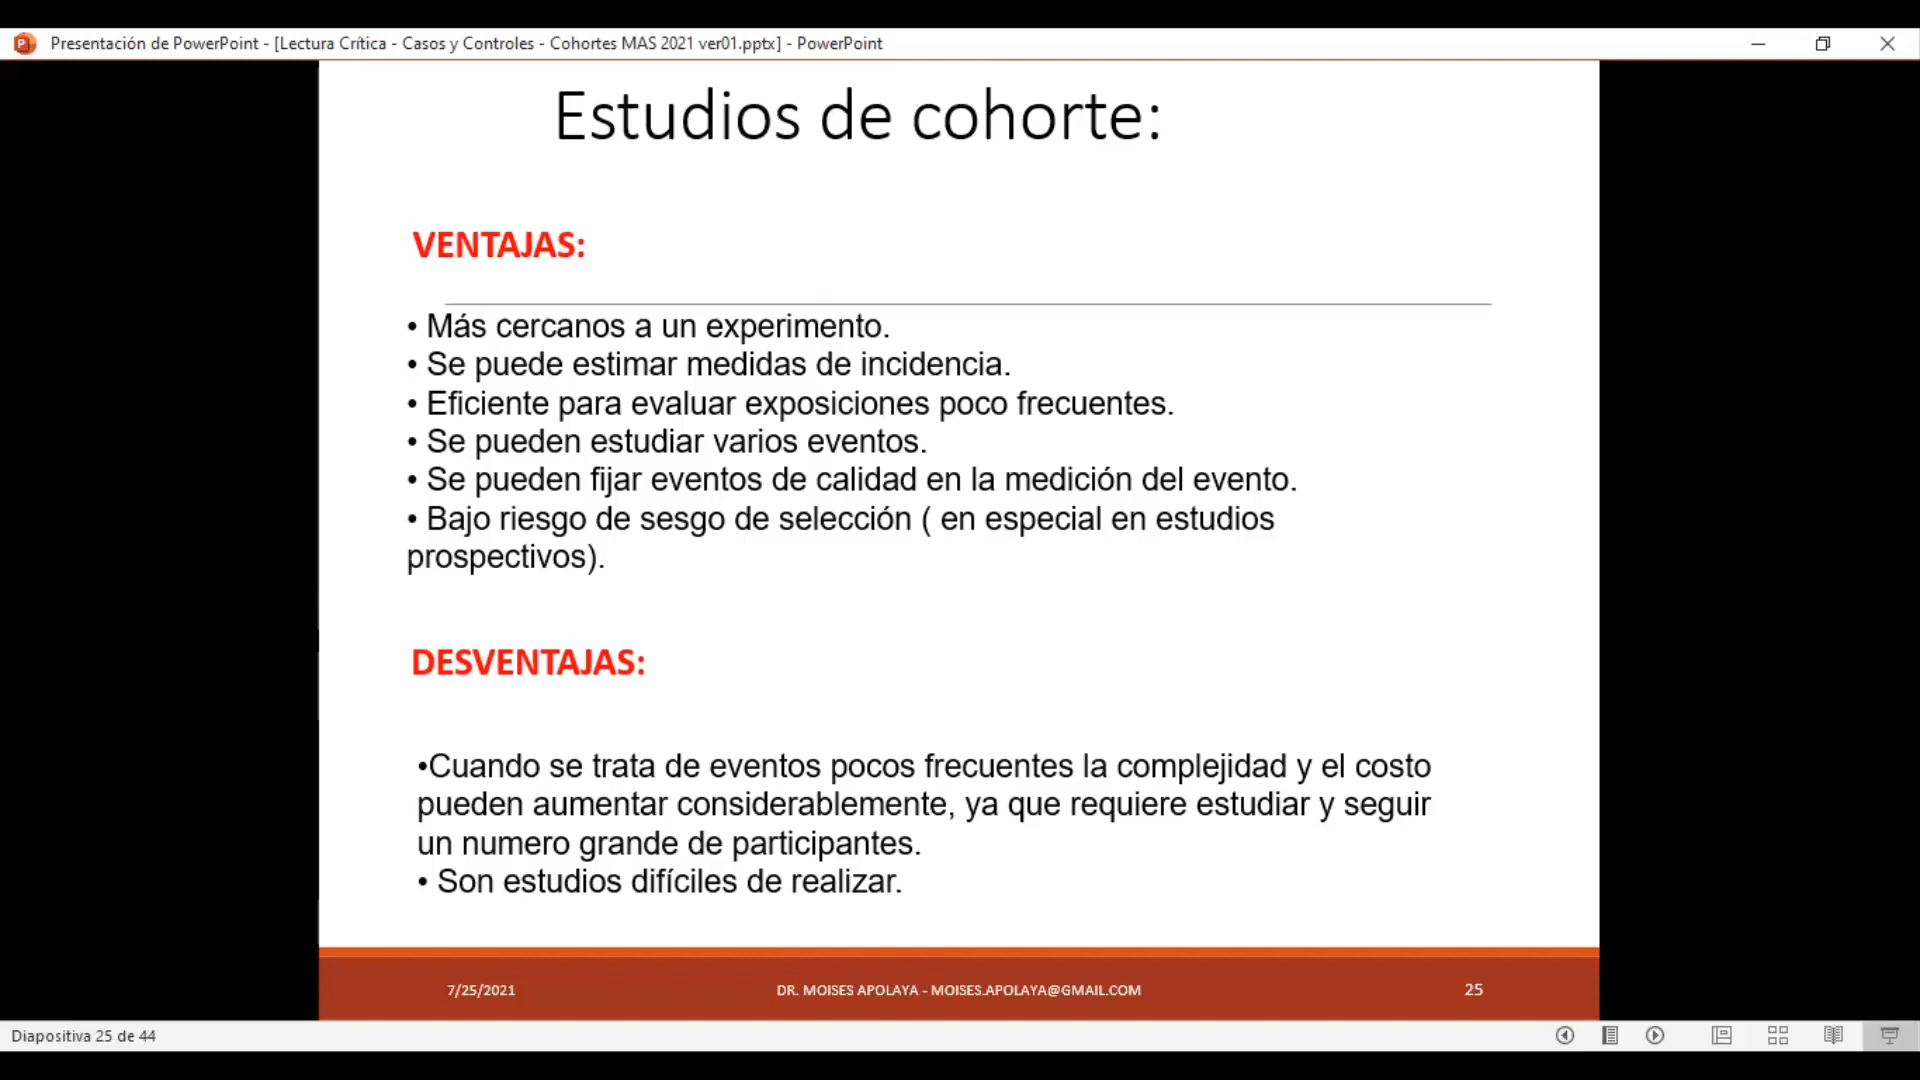 Presentación de PowerPoint - [Lectura Crítica - Casos y Controles - Cohortes MAS 2021 ver01.pptx] - PowerPoint
Estudios de cohorte:
VENTAJAS:
• Más cercanos a un experimento.
• Se puede estimar medidas de incidencia.
• Eficiente para evaluar exposiciones poco frecuentes.
• Se pueden estudiar varios eventos.
• Se pueden fijar eventos de calidad en la medición del evento.
• Bajo riesgo de sesgo de selección ( en especial en estudios
prospectivos).
DESVENTAJAS:
•Cuando se trata de eventos pocos frecuentes la complejidad y el costo
pueden aumentar considerablemente, ya que requiere estudiar y seguir
un numero grande de participantes.
• Son estudios difíciles de realizar.
7/25/2021 DR. MOISES APOLAYA - MOISES.APOLAYA@GMAIL.COM 25
Diapositiva 25 de 44